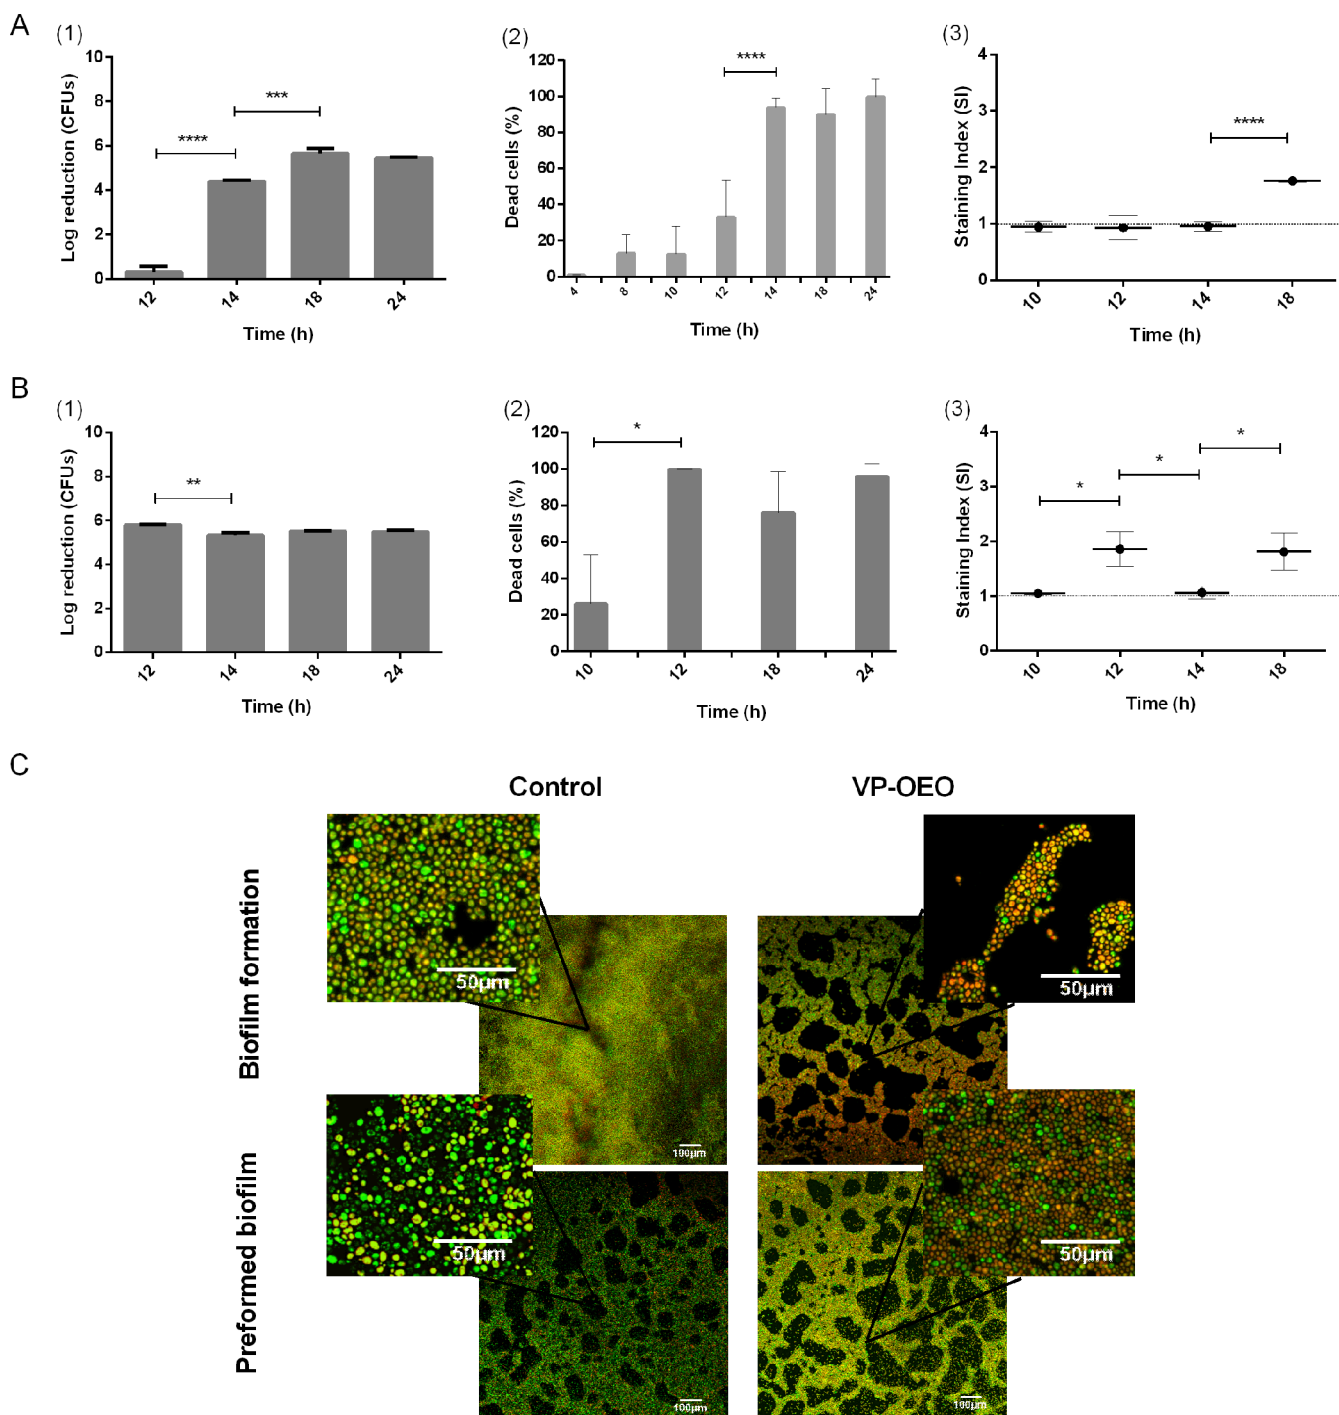 A
(1)
Log reduction (CFUs)
10
8
6
4
2
0
****
***
12
14
18
24
Time (h)
(2)
Dead cells (%)
120
100
80
60
40
20
0
****
4
8
10
12
14
18
24
Time (h)
(3)
Staining Index (SI)
4
3
2
1
0
****
10
12
14
18
Time (h)
B
(1)
Log reduction (CFUs)
10
8
6
4
2
0
**
12
14
18
24
Time (h)
(2)
Dead cells (%)
120
100
80
60
40
20
0
*
10
12
18
24
Time (h)
(3)
Staining Index (SI)
4
3
2
1
0
*
*
*
10
12
14
18
Time (h)
C
Control
VP-OEO
Biofilm formation
50µm
100µm
50µm
100µm
Preformed biofilm
50µm
100µm
50µm
100µm